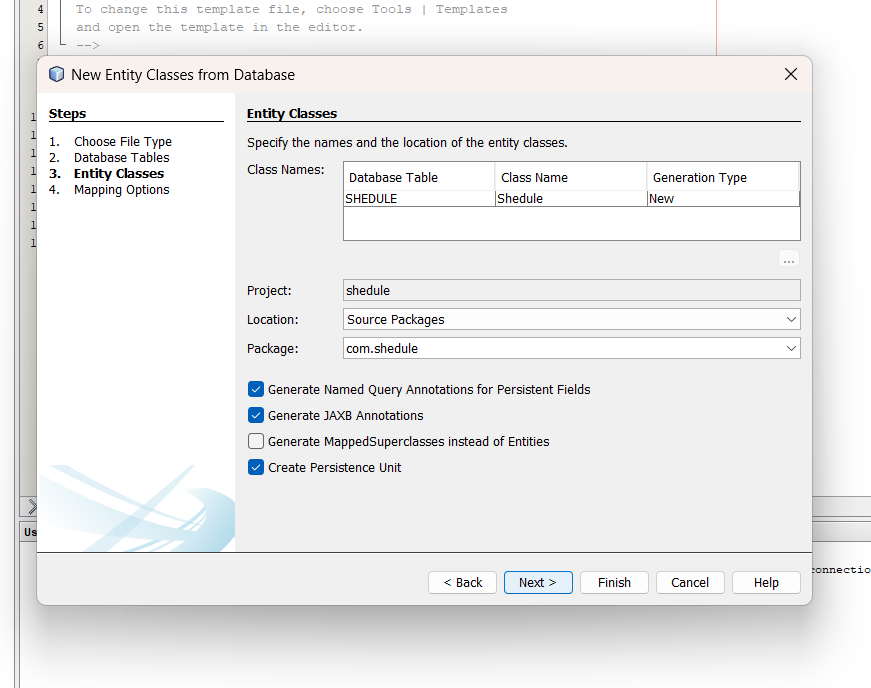 4 To change this template file, choose Tools | Templates
5 and open the template in the editor.
6 -->
New Entity Classes from Database
Steps
1. Choose File Type
2. Database Tables
3. Entity Classes
4. Mapping Options
Entity Classes
Specify the names and the location of the entity classes.
Class Names:
Database Table Class Name Generation Type
SHEDULE Shedule New
...
Project: shedule
Location: Source Packages
Package: com.shedule
Generate Named Query Annotations for Persistent Fields
Generate JAXB Annotations
Generate MappedSuperclasses instead of Entities
Create Persistence Unit
< Back Next > Finish Cancel Help